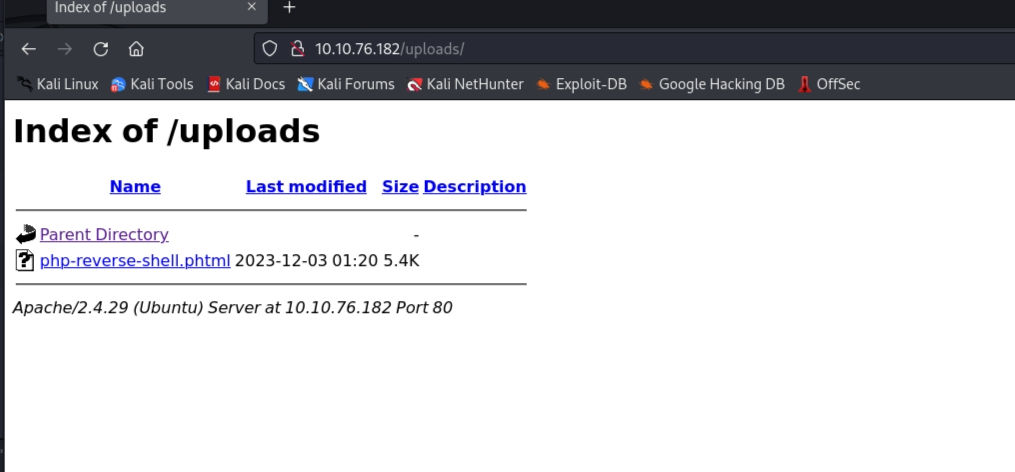 Index of /uploads
10.10.76.182/uploads/
Kali Linux Kali Tools Kali Docs Kali Forums Kali NetHunter Exploit-DB Google Hacking DB OffSec
Index of /uploads
Name Last modified Size Description
Parent Directory -
php-reverse-shell.phtml 2023-12-03 01:20 5.4K
Apache/2.4.29 (Ubuntu) Server at 10.10.76.182 Port 80